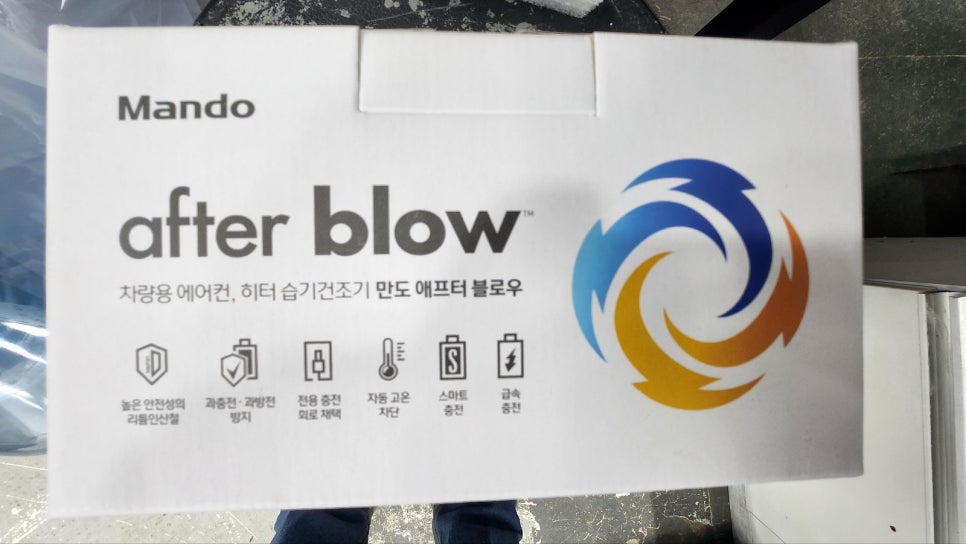 Mando
after blow™
차량용 에어컨, 히터 습기건조기 만도 애프터 블로우
높은 안전성의
리튬인산철
과충전·과방전
방지
전용 충전
회로 채택
자동 고온
차단
스마트
충전
급속
충전